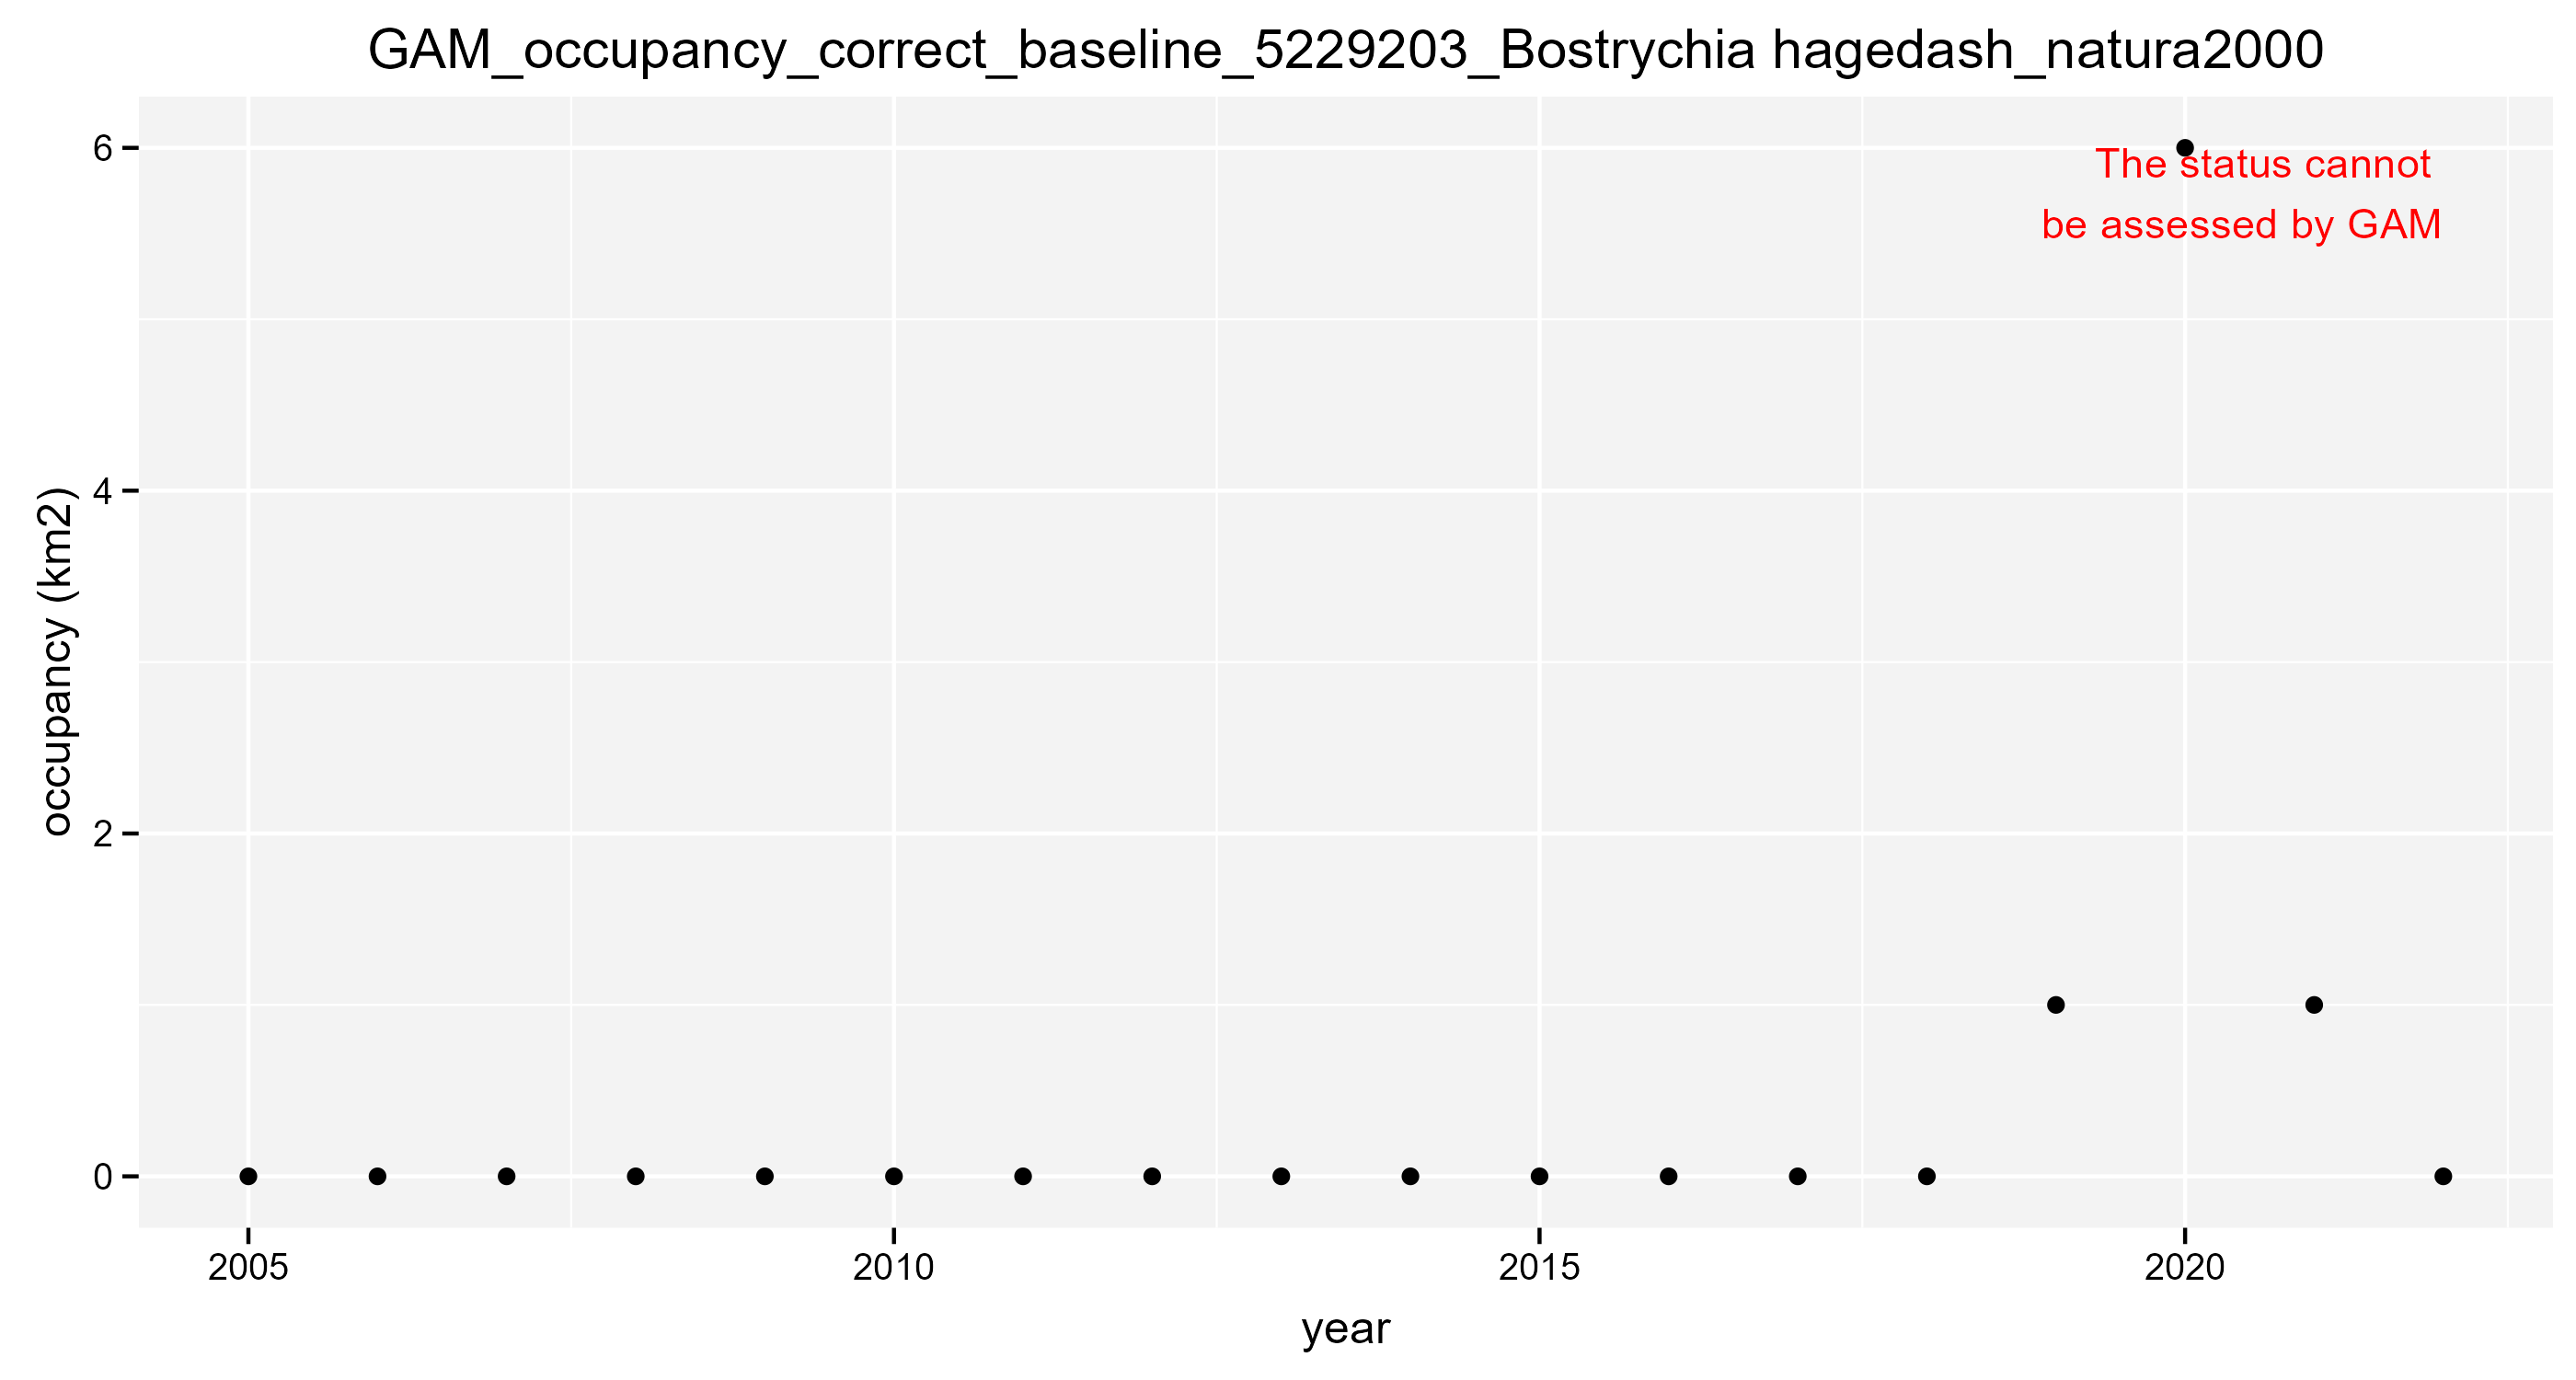 GAM_occupancy_correct_baseline_5229203_Bostrychia hagedash_natura2000
6
The status cannot
be assessed by GAM
4
occupancy (km2)
2
0
2005
2010
2015
2020
year